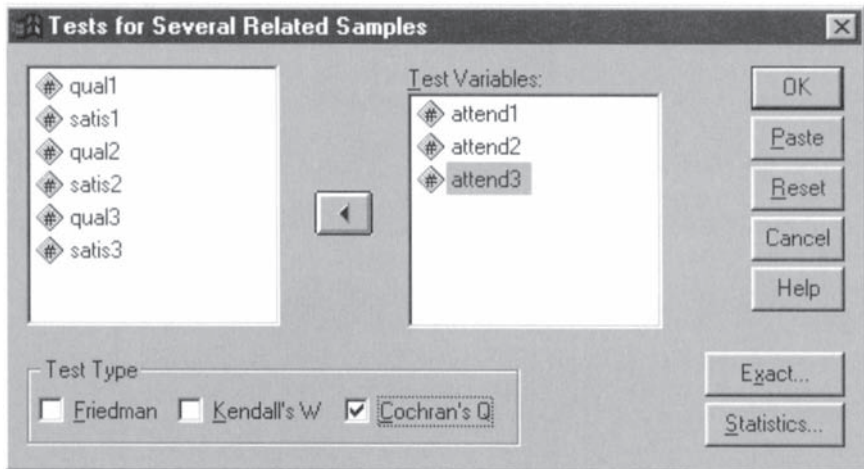 Tests for Several Related Samples
qual1
satis1
qual2
satis2
qual3
satis3
Test Variables:
attend1
attend2
attend3
OK
Paste
Reset
Cancel
Help
Test Type
Friedman
Kendall's W
Cochran's Q
Exact...
Statistics...